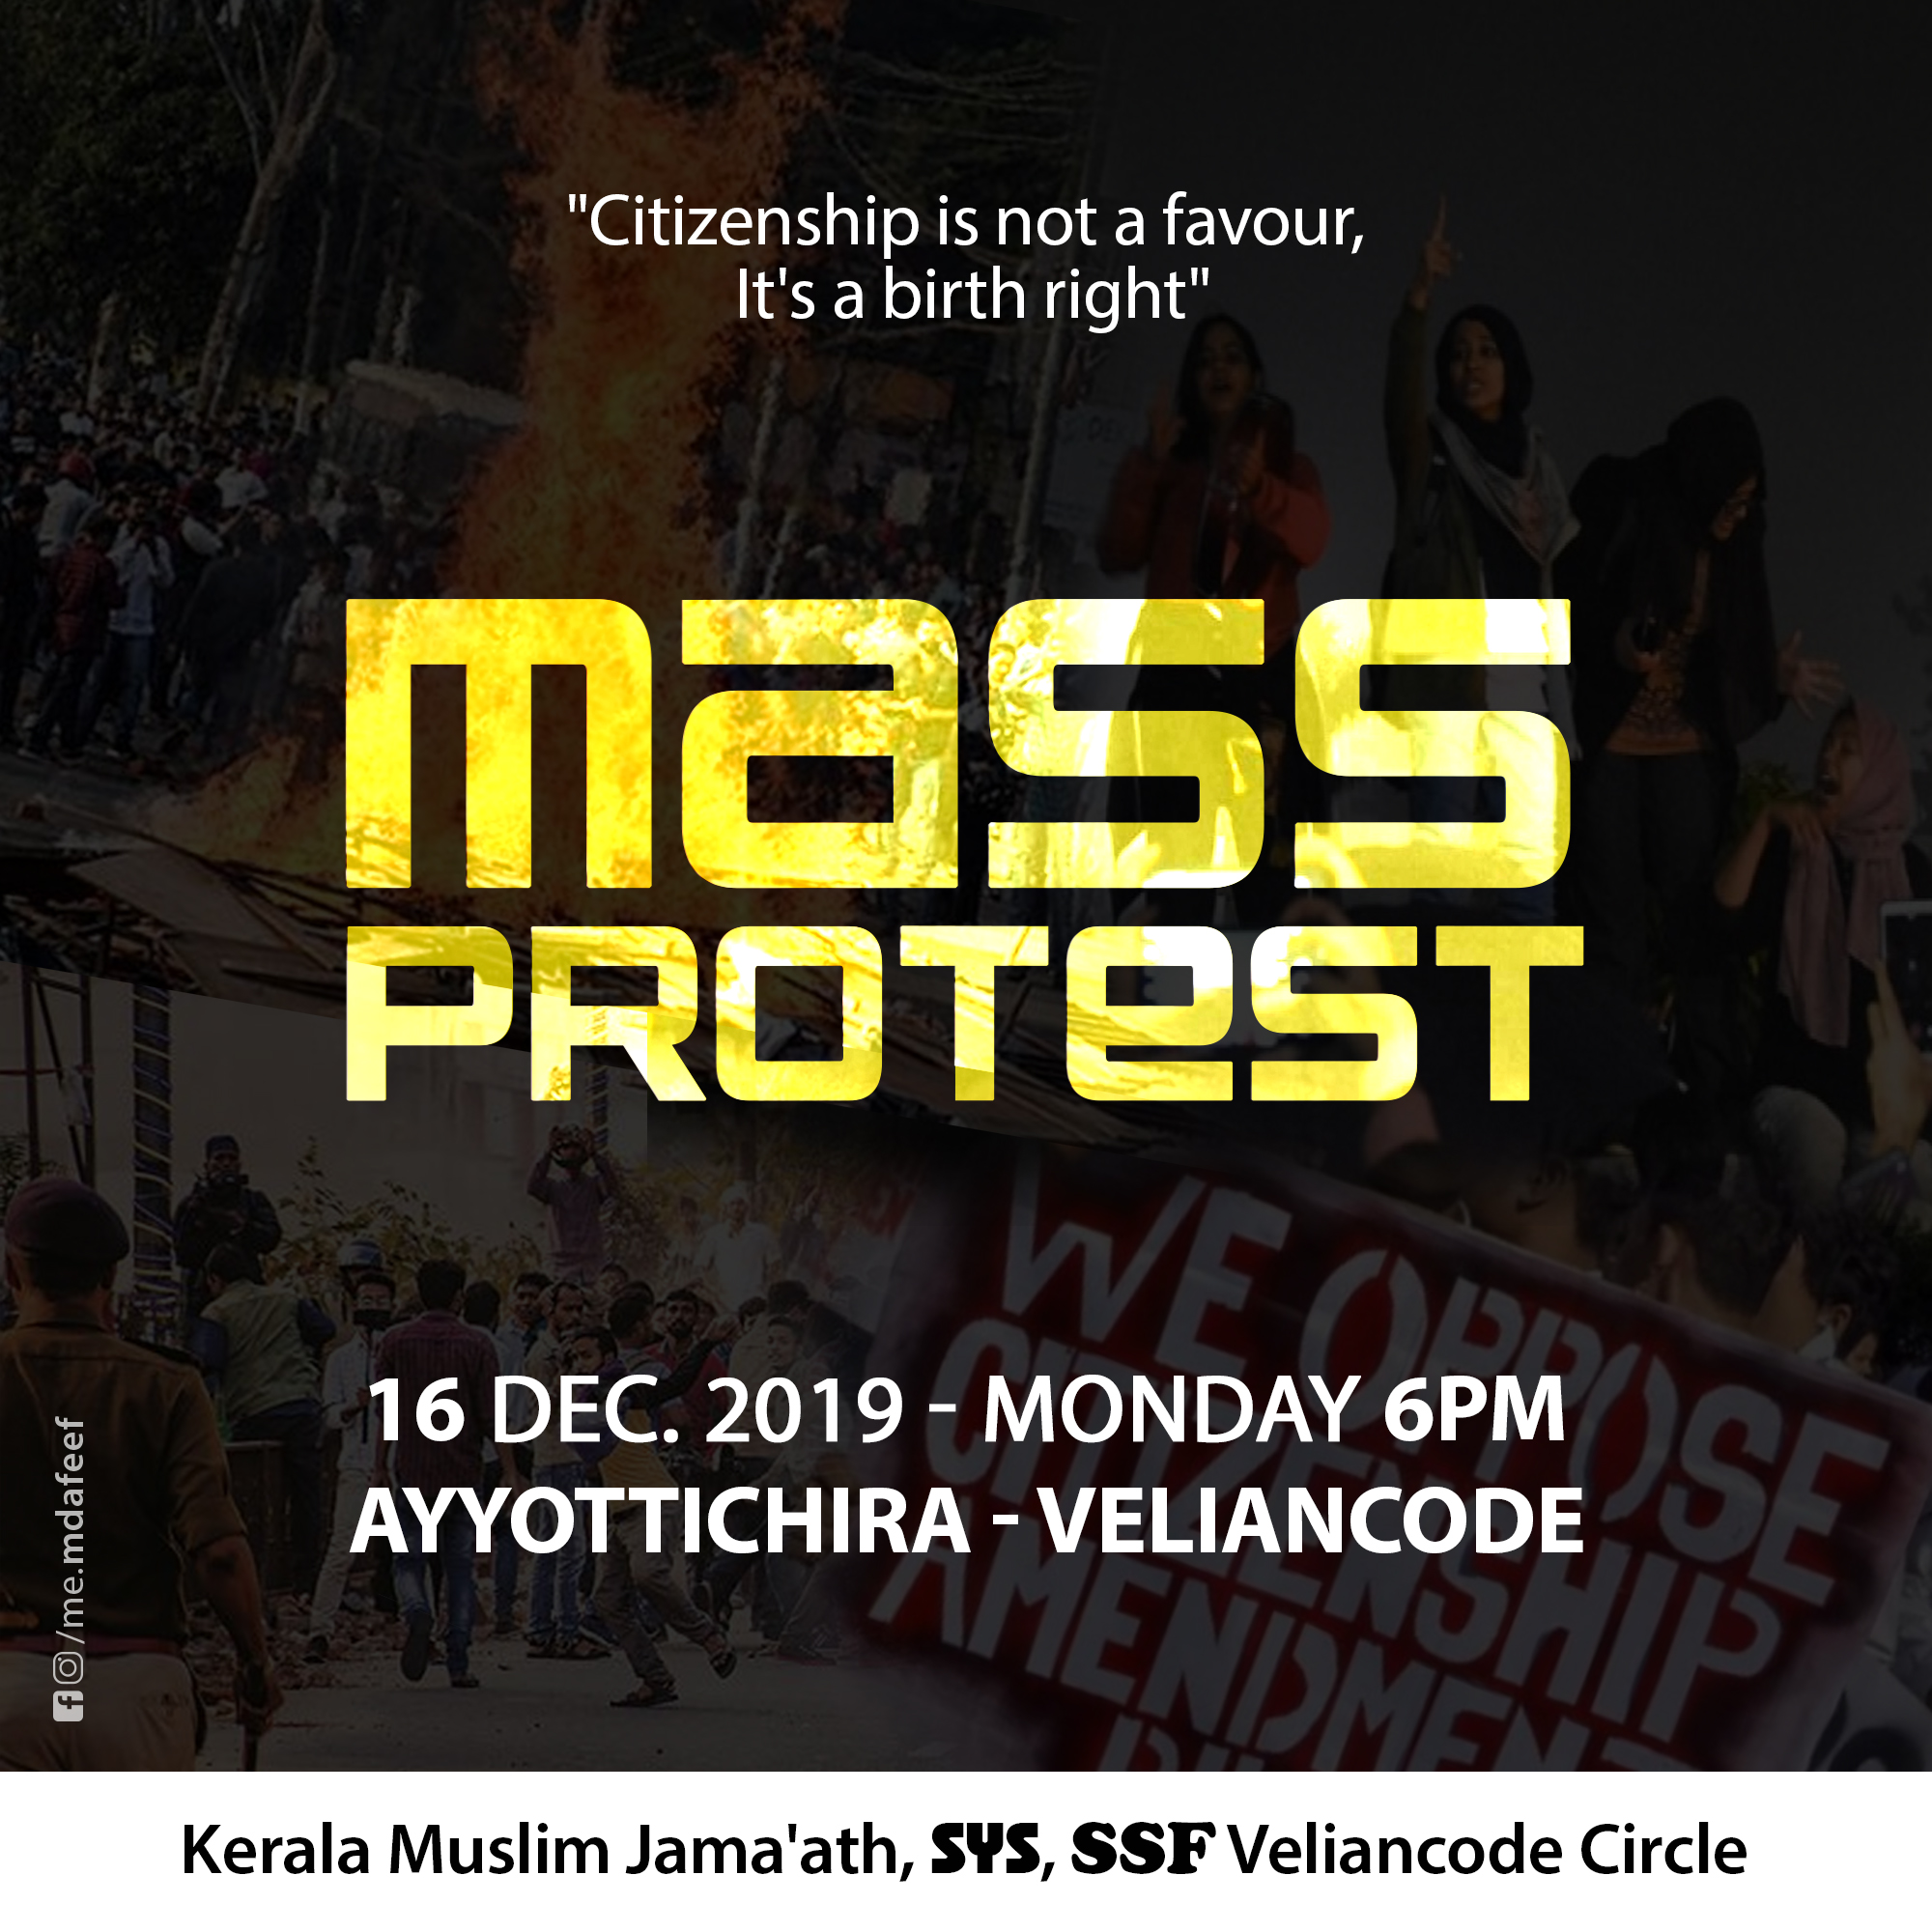 "Citizenship is not a favour,
It's a birth right"
mass
PROTEST
16 DEC. 2019 - MONDAY 6PM
AYYOTTICHIRA - VELIANCODE
WE OPPOSE
CITIZENSHIP
AMENDMENT
/me.mdafeef
Kerala Muslim Jama'ath, SYS, SSF Veliancode Circle